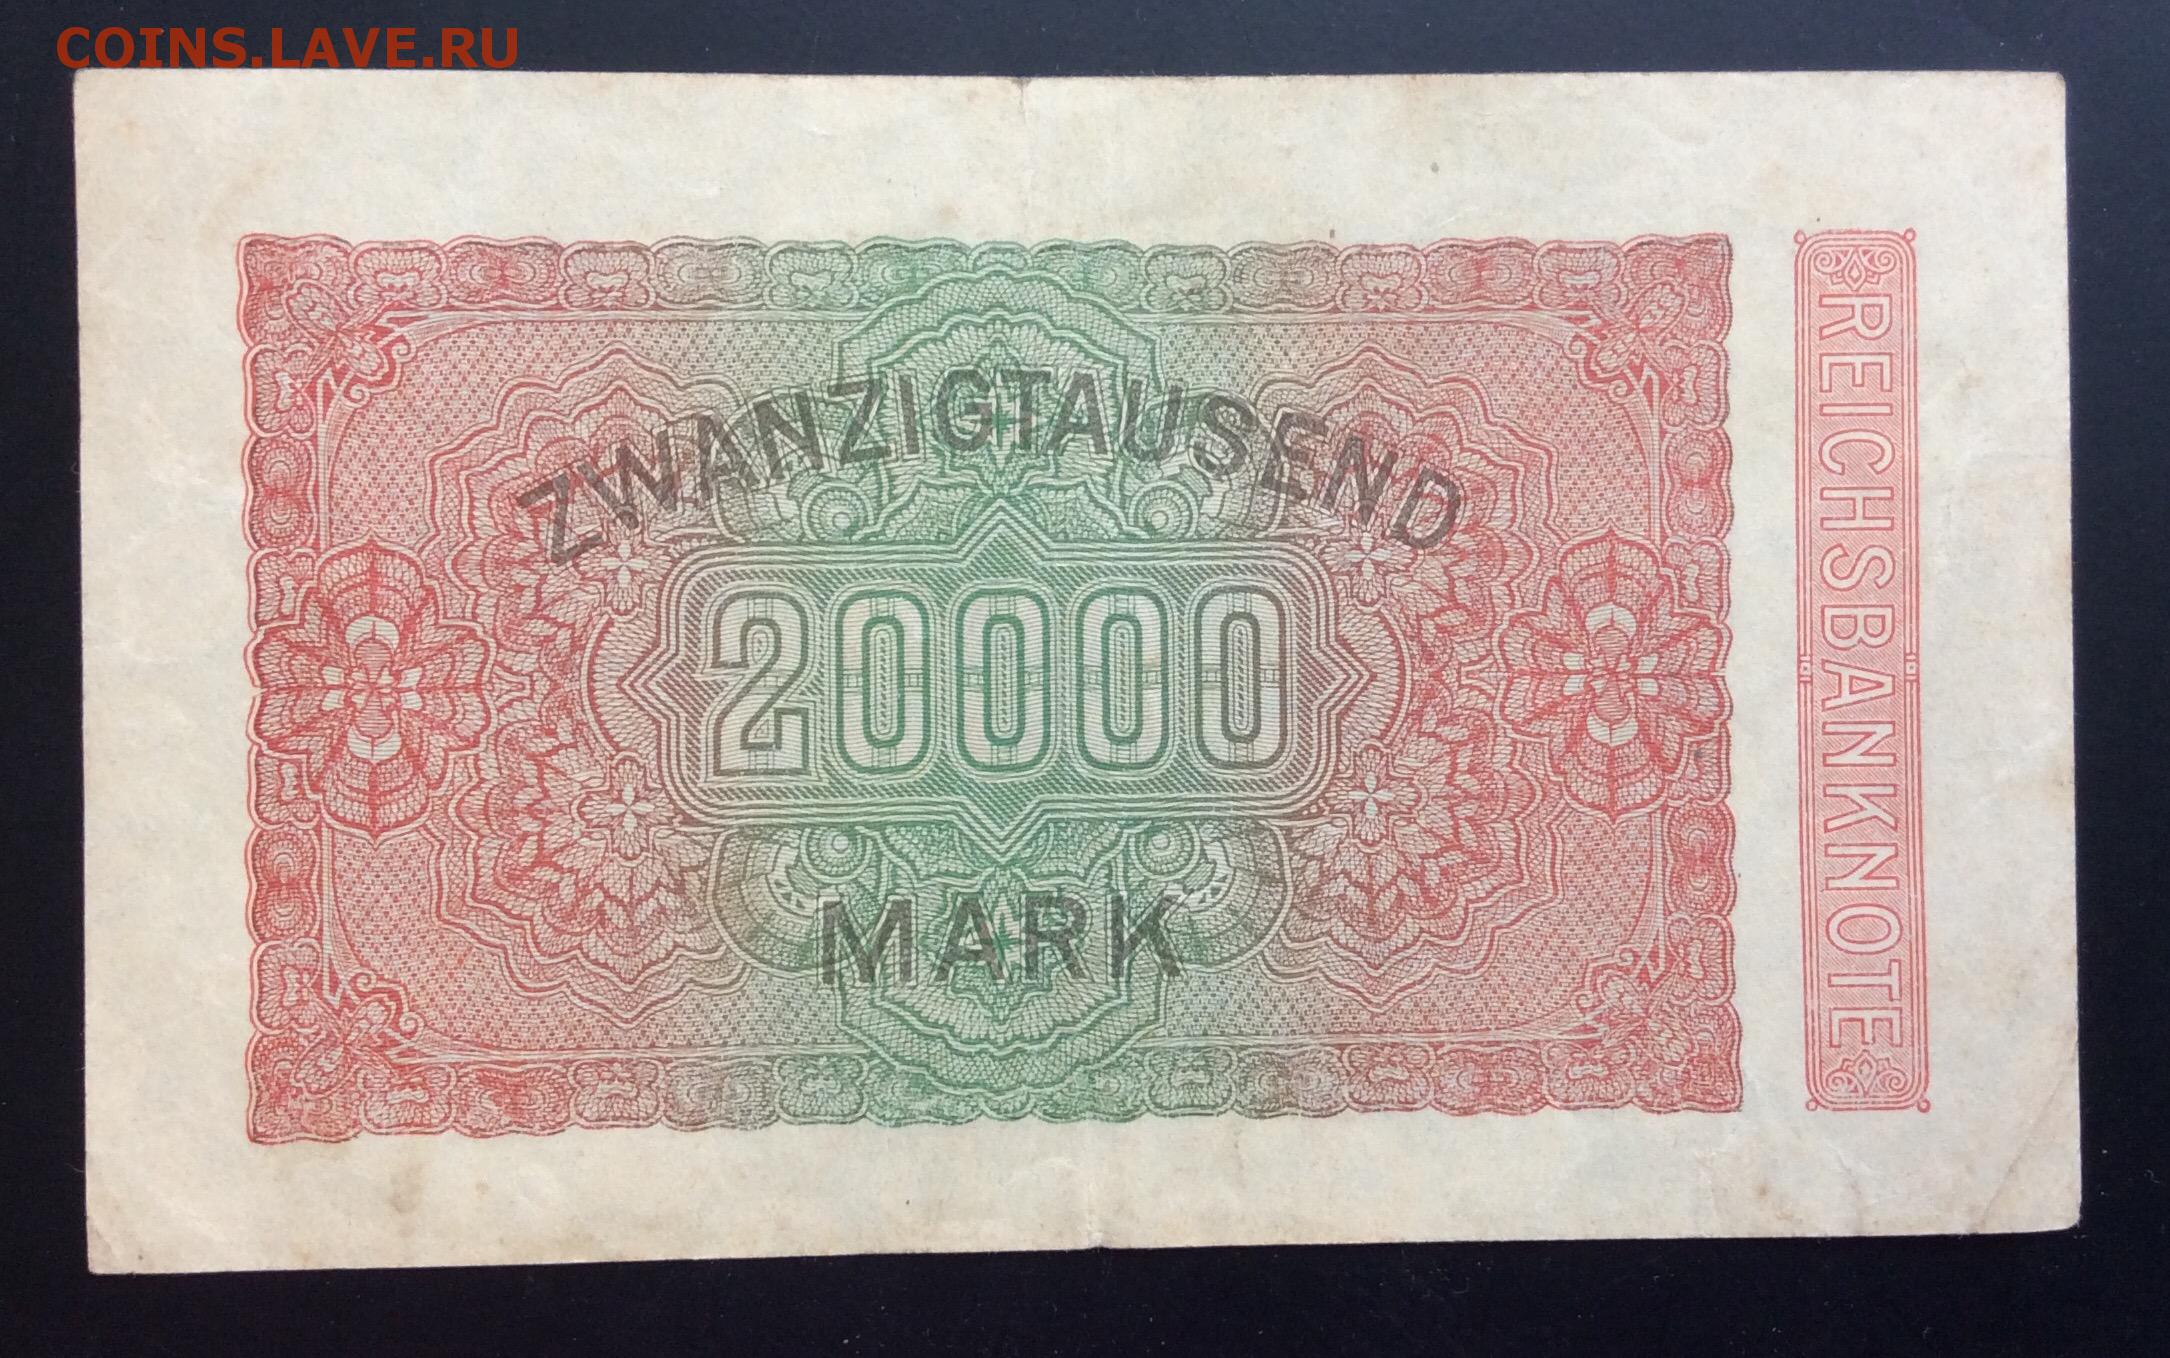 COINS.LAVE.RU
ZWANZIGTAUSEND
20000
MARK
REICHSBANKNOTE